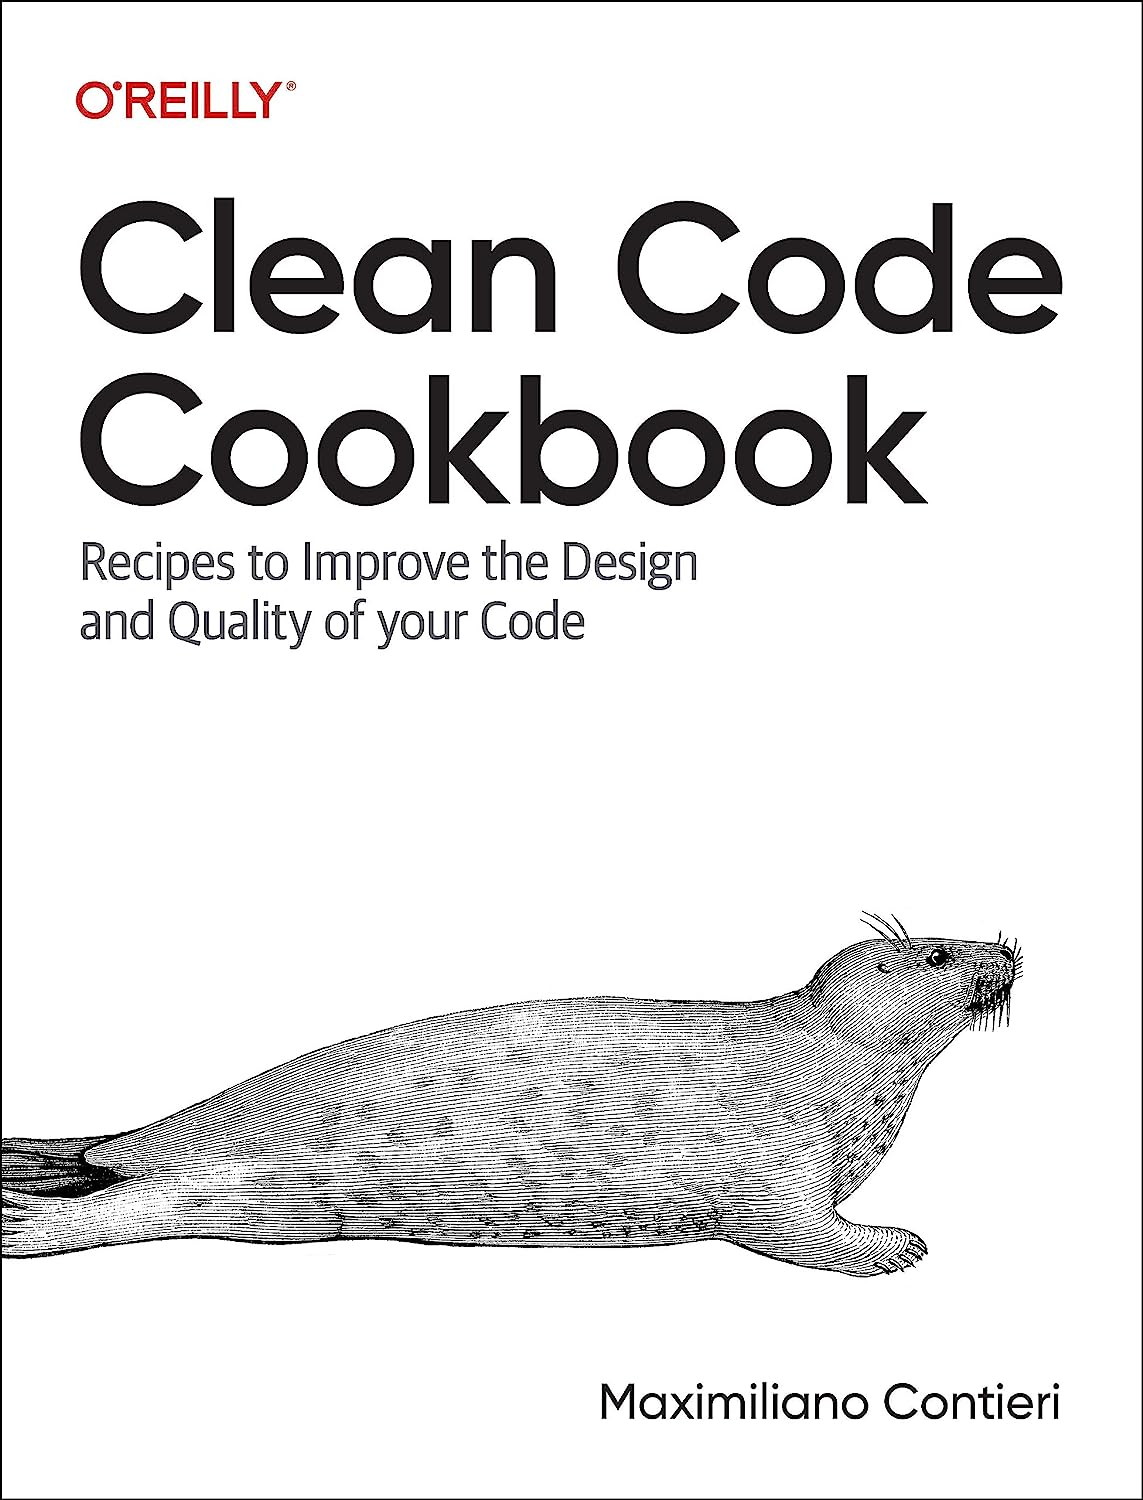 O'REILLY®
Clean Code
Cookbook
Recipes to Improve the Design
and Quality of your Code
Maximiliano Contieri